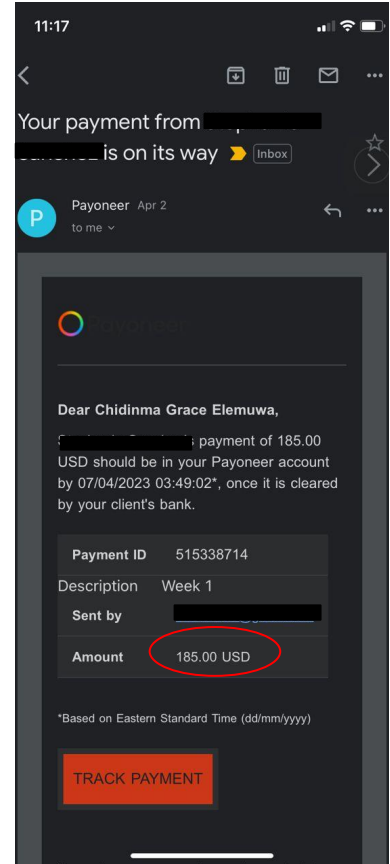 11:17
Your payment from
is on its way Inbox
Payoneer Apr 2
to me
P
Payoneer
Dear Chidinma Grace Elemuwa,
payment of 185.00
USD should be in your Payoneer account
by 07/04/2023 03:49:02*, once it is cleared
by your client's bank.
Payment ID 515338714
Description Week 1
Sent by
Amount 185.00 USD
*Based on Eastern Standard Time (dd/mm/yyyy)
TRACK PAYMENT